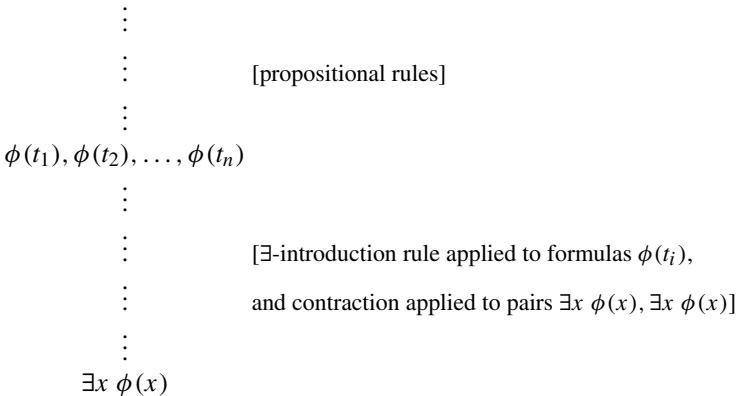 ⋮
⋮ [propositional rules]
⋮
ϕ(t₁), ϕ(t₂), . . . , ϕ(tₙ)
⋮
⋮ [∃-introduction rule applied to formulas ϕ(tᵢ),
⋮ and contraction applied to pairs ∃x ϕ(x), ∃x ϕ(x)]
⋮
∃x ϕ(x)